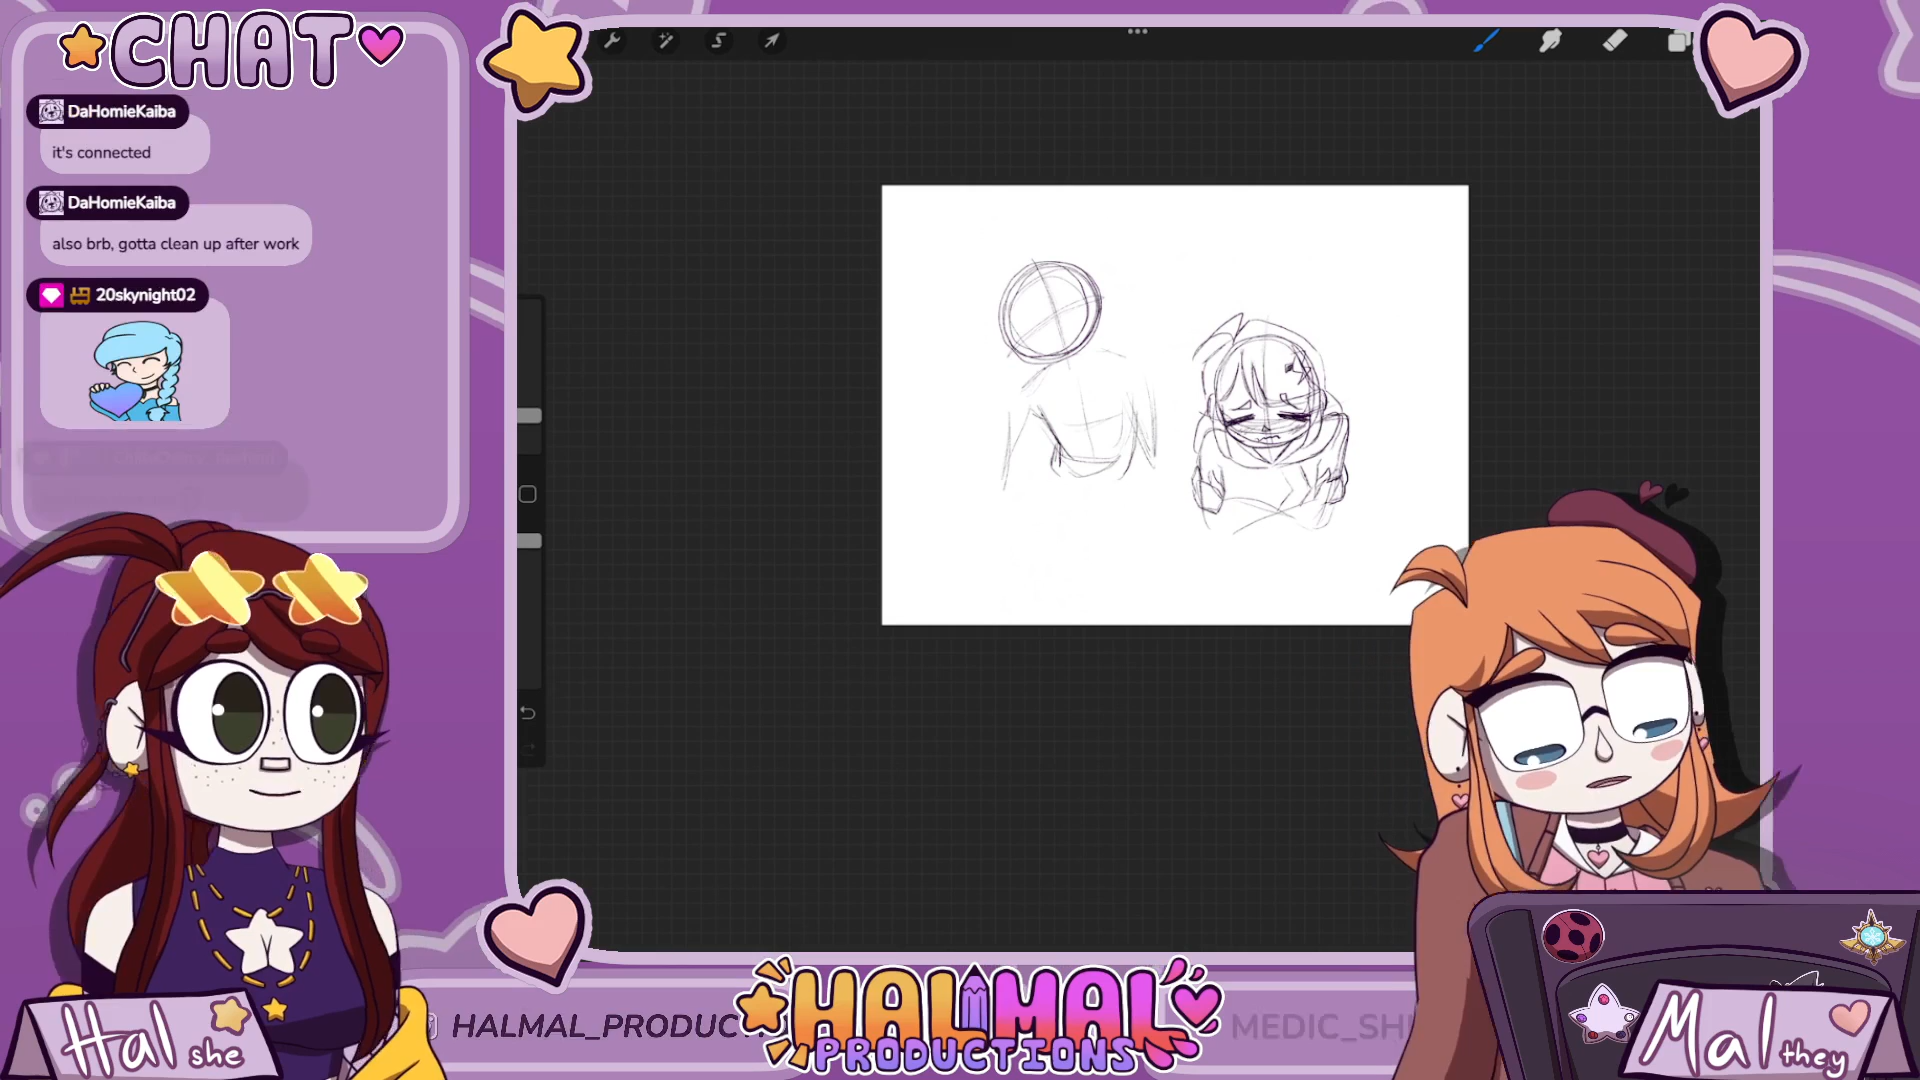 CHAT
DaHomieKaiba
it's connected
DaHomieKaiba
also brb, gotta clean up after work
20skynight02
Hal she
HALMAL_PRODUC
HALMAL
PRODUCTIONS
MEDIC_SH
Mal they